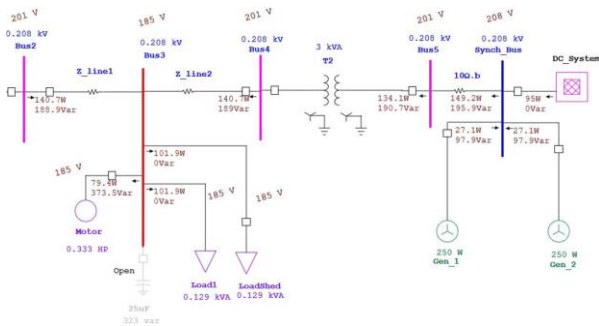 201 V
0.208 kV
Bus2
185 V
0.208 kV
Bus3
201 V
0.208 kV
Bus4
3 kVA
T2
201 V
0.208 kV
Bus5
208 V
0.208 kV
Synch_Bus
DC_System
Z_line1
Z_line2
10Ω.b
140.7W
188.9Var
140.7W
189Var
134.1W
190.7Var
149.2W
195.9Var
95W
0Var
27.1W
97.9Var
27.1W
97.9Var
101.9W
0Var
101.9W
0Var
185 V
79.4W
373.5Var
185 V
185 V
Motor
0.333 HP
Open
323 var
Load1
0.129 kVA
LoadShed
0.129 kVA
250 W
Gen_1
250 W
Gen_2